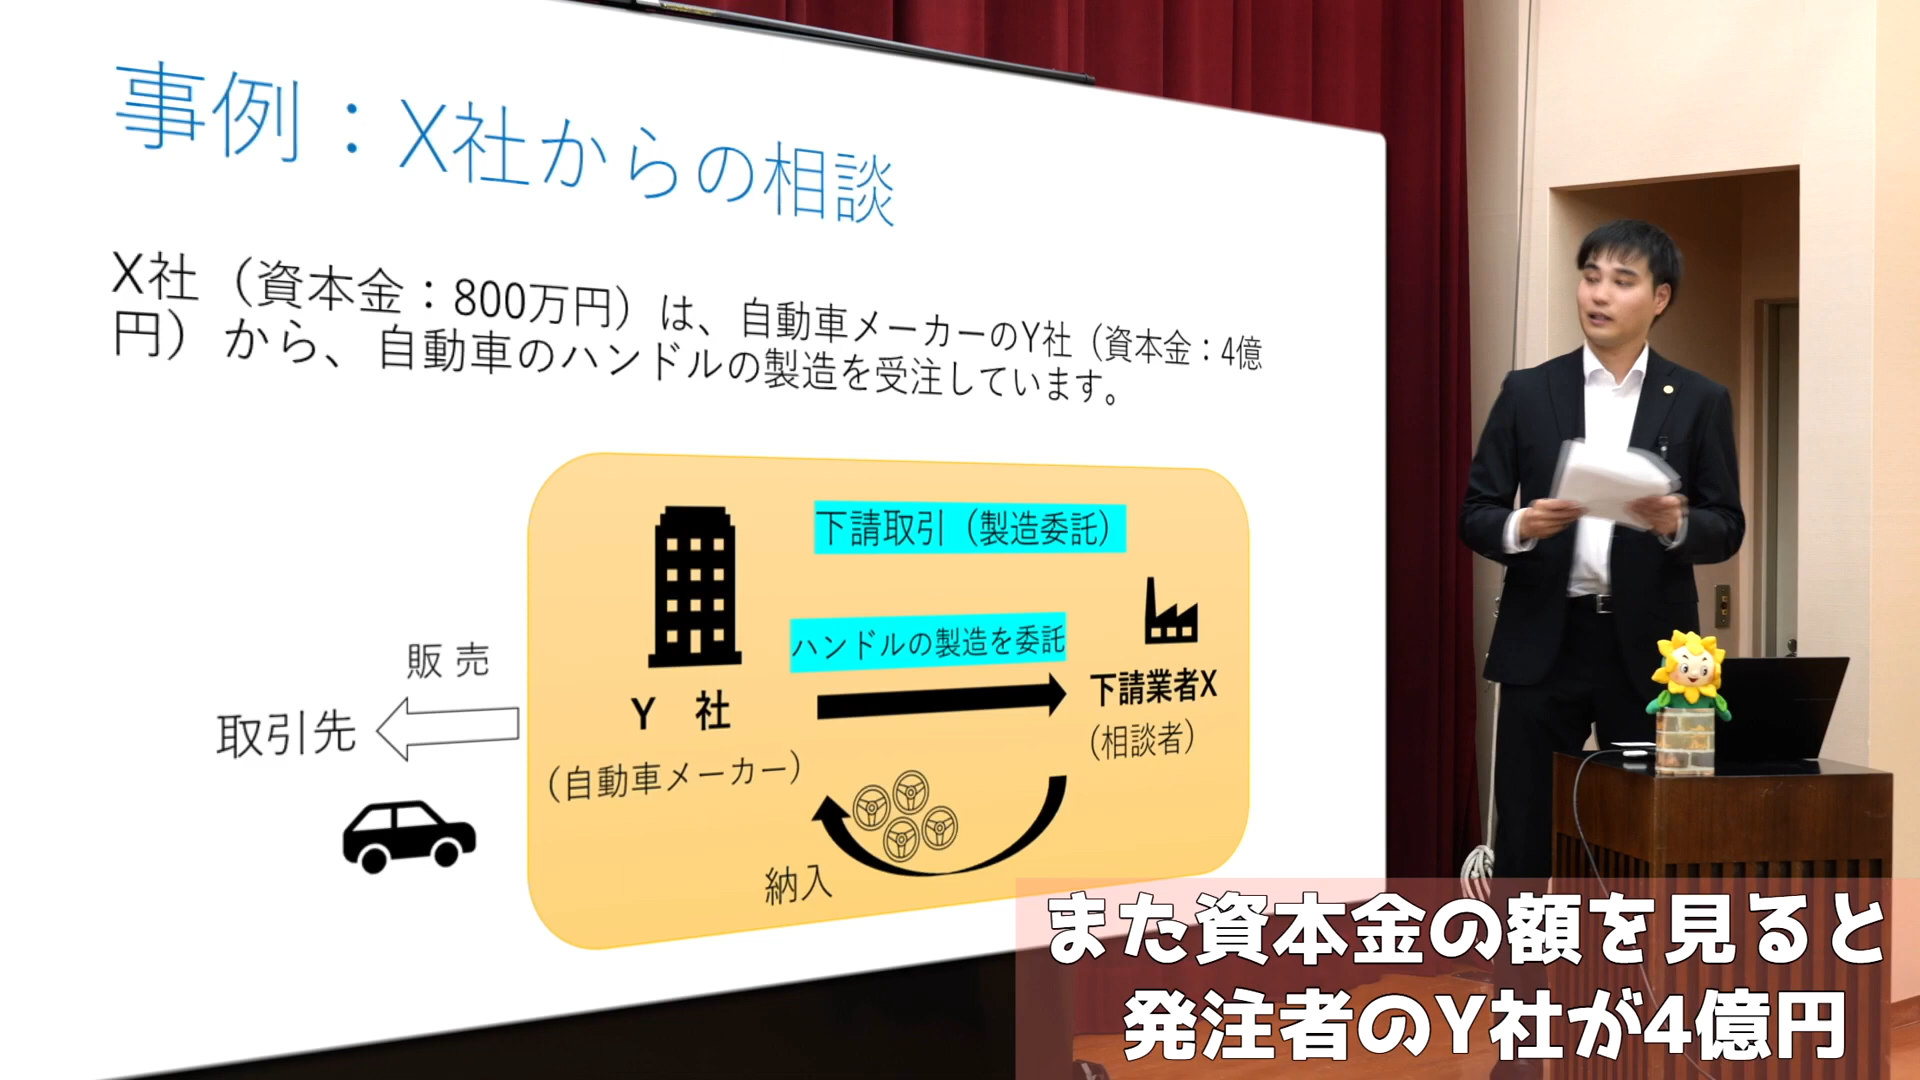 事例：X社からの相談
X社（資本金：800万円）は、自動車メーカーのY社（資本金：4億
円）から、自動車のハンドルの製造を受注しています。
下請取引（製造委託）
ハンドルの製造を委託
販売
取引先
Y 社
（自動車メーカー）
下請業者X
（相談者）
納入
また資本金の額を見ると
発注者のY社が4億円